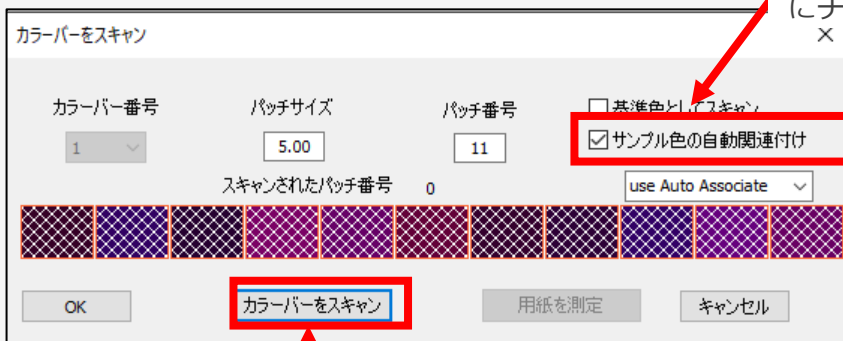 にチ
カラーバーをスキャン
カラーバー番号 パッチサイズ パッチ番号 基準色としてスキャン
1 5.00 11 サンプル色の自動関連付け
スキャンされたパッチ番号 0 use Auto Associate
OK カラーバーをスキャン 用紙を測定 キャンセル